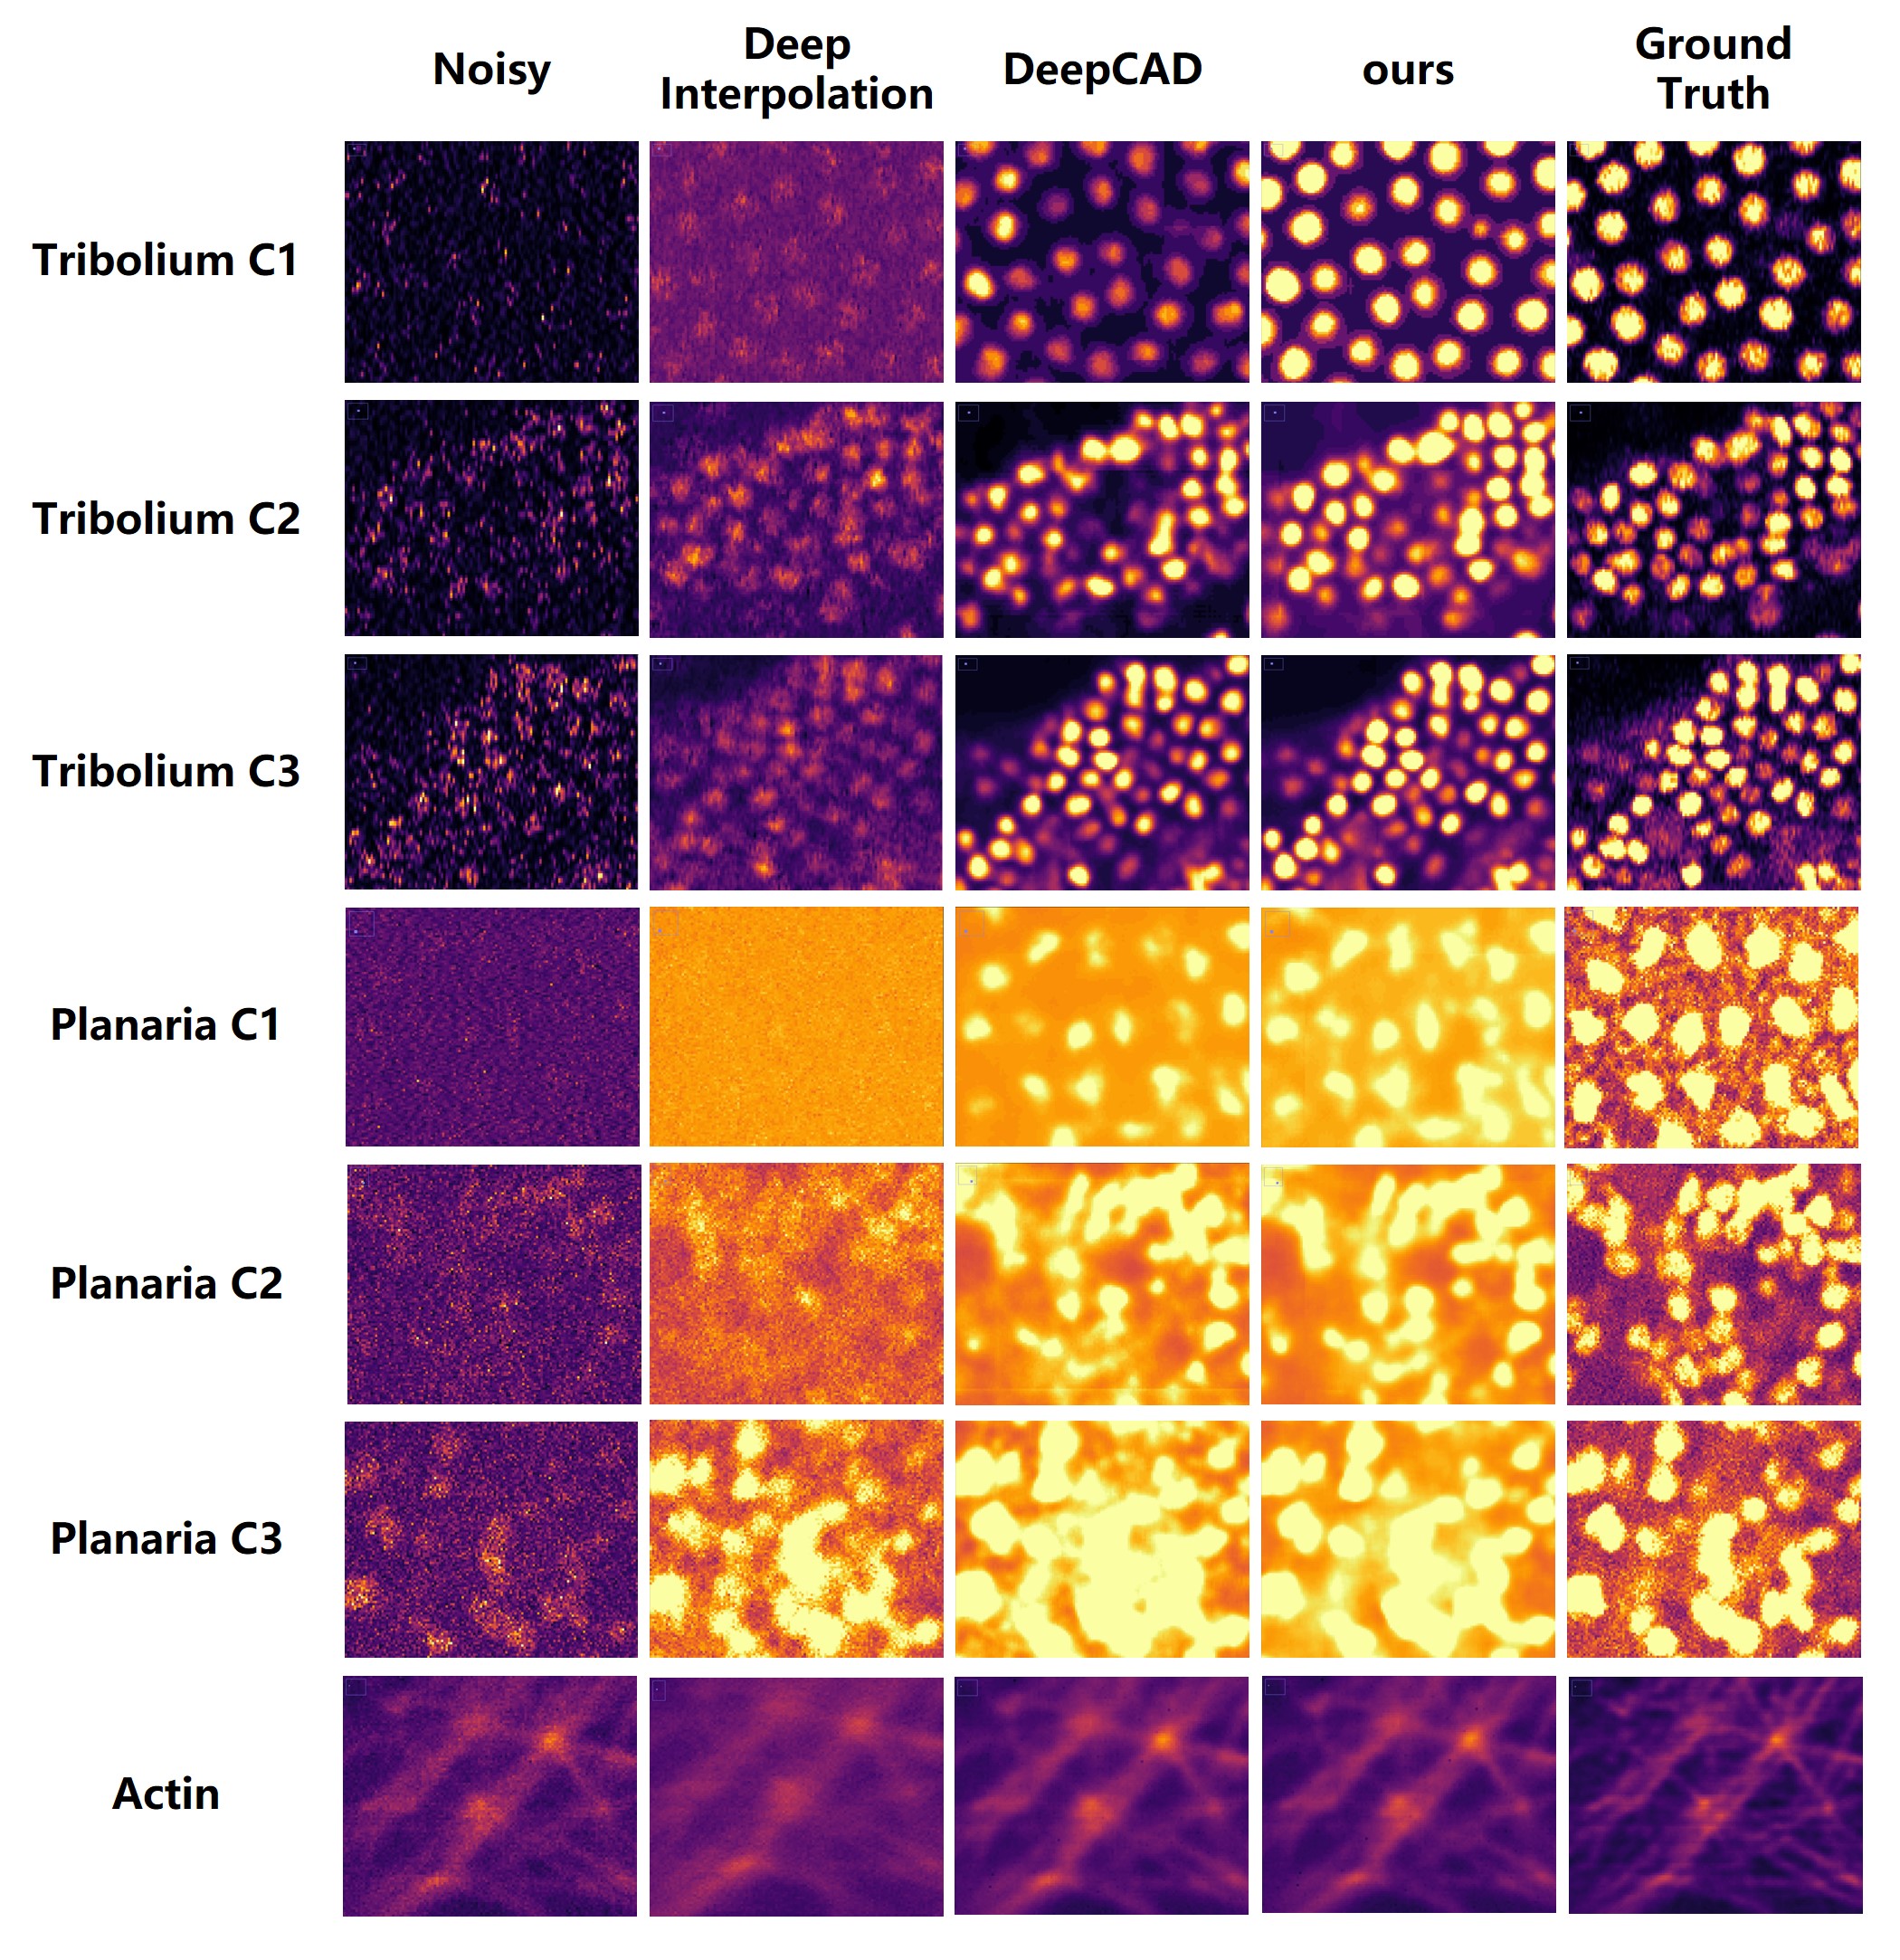 Noisy
Deep
Interpolation
DeepCAD
ours
Ground
Truth
Tribolium C1
Tribolium C2
Tribolium C3
Planaria C1
Planaria C2
Planaria C3
Actin